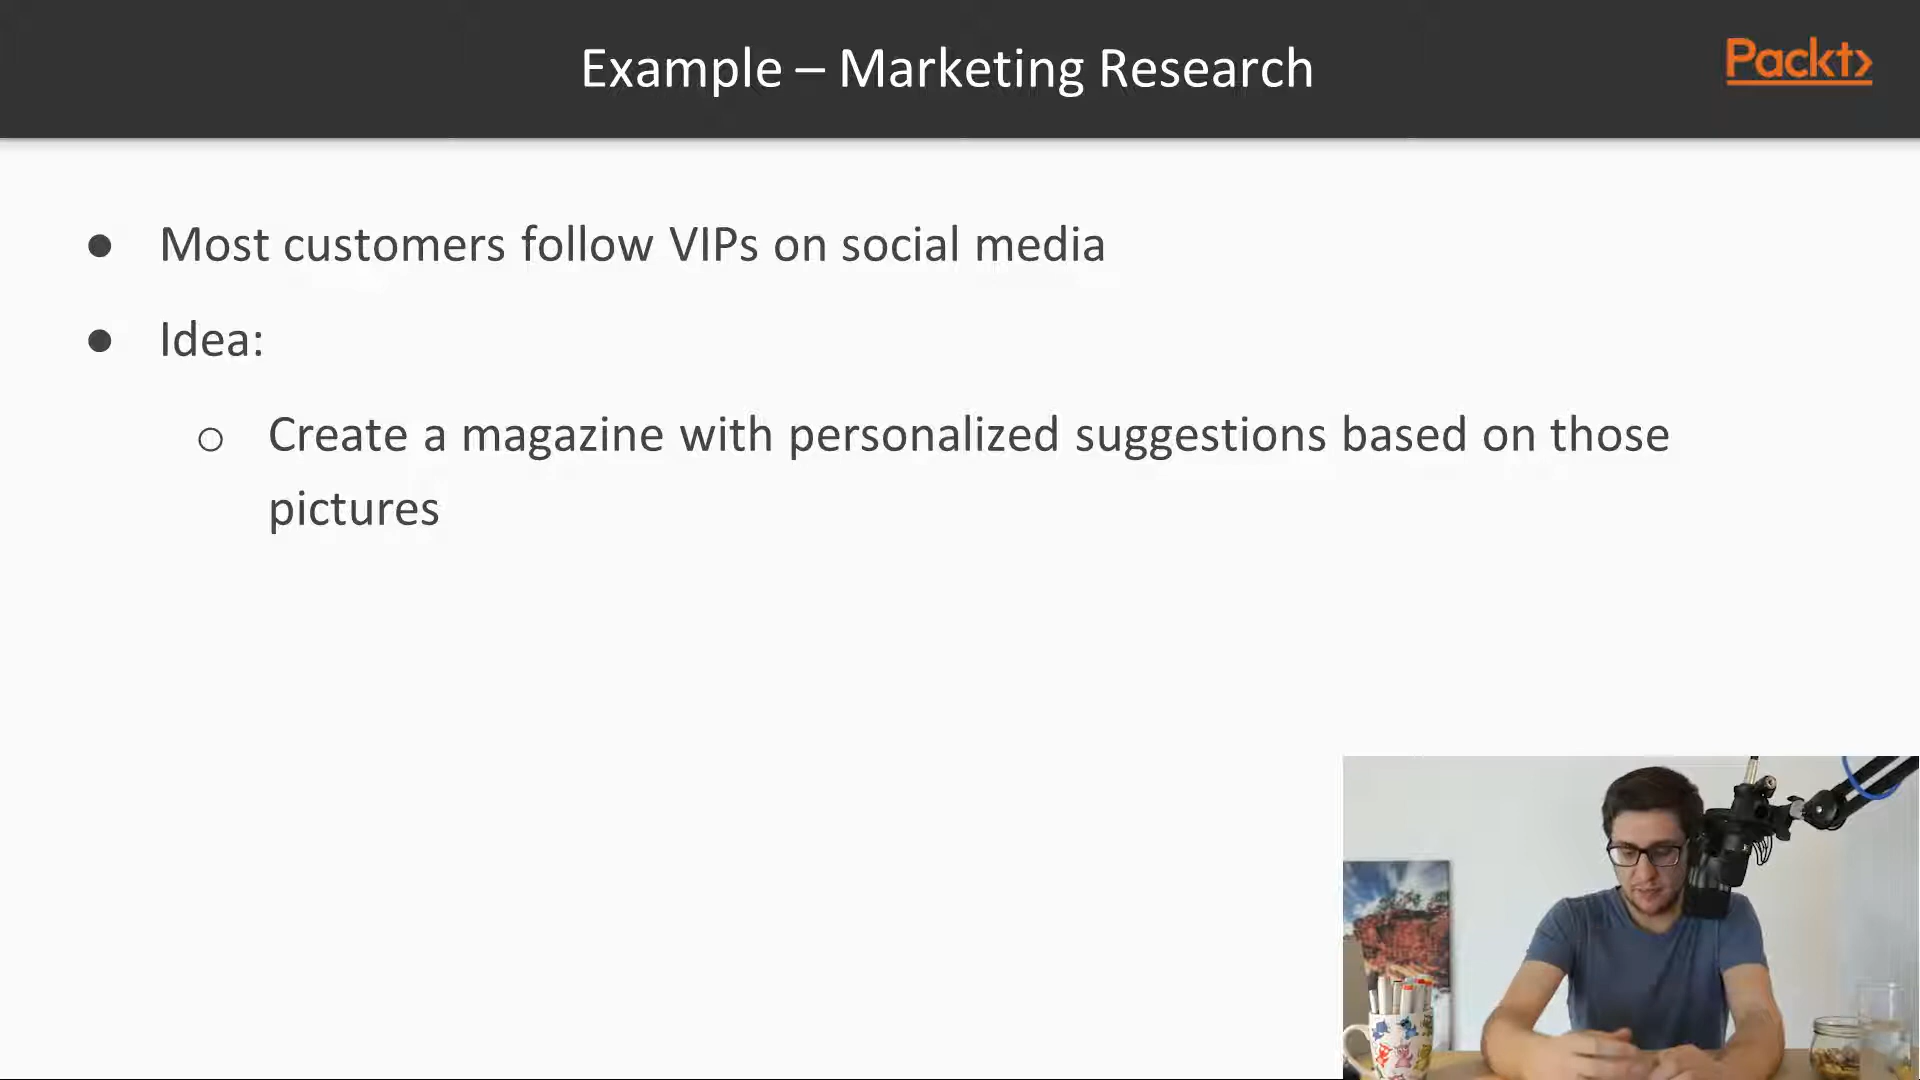 Example – Marketing Research
Packt>
● Most customers follow VIPs on social media
● Idea:
○ Create a magazine with personalized suggestions based on those
pictures